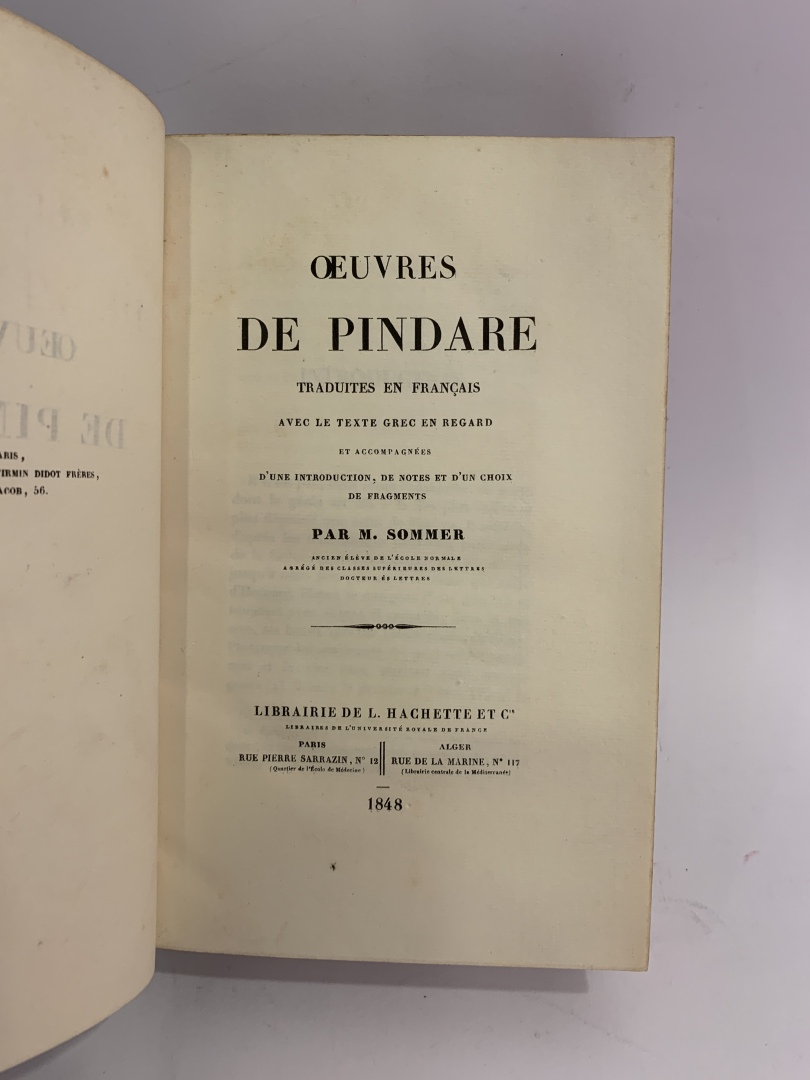 ARIS,
IRMIN DIDOT FRÈRES,
ACOB, 56.
ŒUVRES
DE PINDARE
TRADUITES EN FRANÇAIS
AVEC LE TEXTE GREC EN REGARD
ET ACCOMPAGNÉES
D'UNE INTRODUCTION, DE NOTES ET D'UN CHOIX
DE FRAGMENTS
PAR M. SOMMER
ANCIEN ÉLÈVE DE L'ÉCOLE NORMALE
AGRÉGÉ DES CLASSES SUPÉRIEURES DES LETTRES
DOCTEUR ÈS LETTRES
LIBRAIRIE DE L. HACHETTE ET Cie
LIBRAIRES DE L'UNIVERSITÉ ROYALE DE FRANCE
PARIS
RUE PIERRE SARRAZIN, N° 12
(Quartier de l'École de Médecine)
ALGER
RUE DE LA MARINE, N° 117
(Librairie centrale de la Méditerranée)
1848